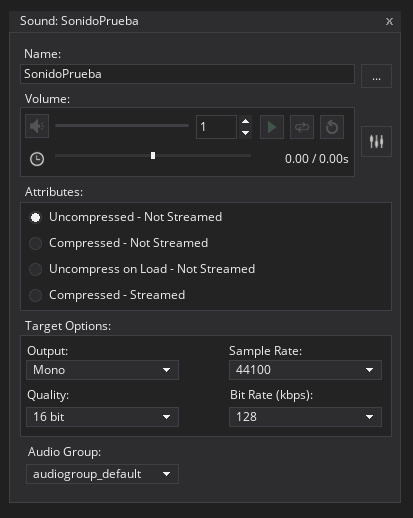 Sound: SonidoPrueba x
Name:
SonidoPrueba ...
Volume:
1
0.00 / 0.00s
Attributes:
Uncompressed - Not Streamed
Compressed - Not Streamed
Uncompress on Load - Not Streamed
Compressed - Streamed
Target Options:
Output: Sample Rate:
Mono 44100
Quality: Bit Rate (kbps):
16 bit 128
Audio Group:
audiogroup_default